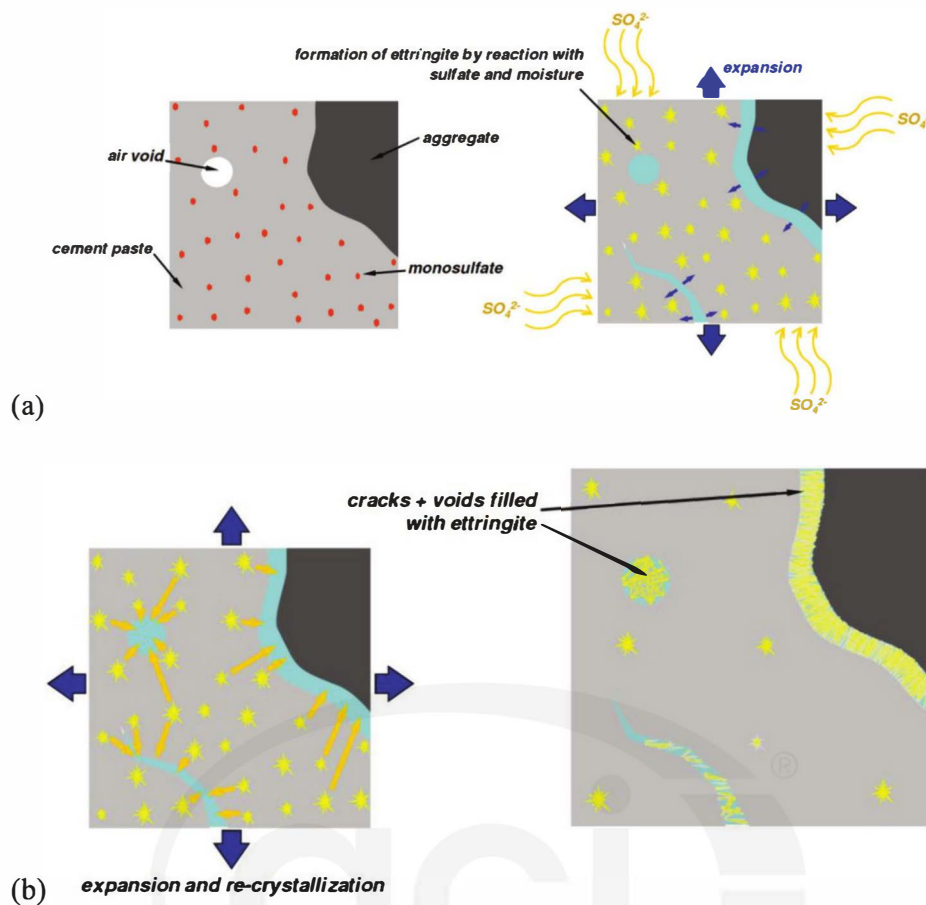 SO₄²⁻
formation of ettringite by reaction with
sulfate and moisture
expansion
SO₄
air void
aggregate
cement paste
monosulfate
SO₄²⁻
SO₄²⁻
(a)
cracks + voids filled
with ettringite
®
aci
(b)
expansion and re-crystallization